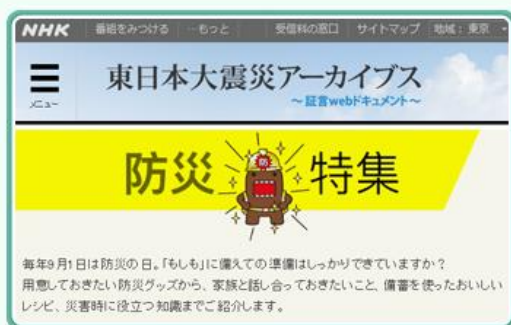 NHK 番組をみつける …もっと 受信料の窓口 サイトマップ 地域：東京
メニュー
東日本大震災アーカイブス
～証言webドキュメント～
防災 防 特集
毎年9月1日は防災の日。「もしも」に備えての準備はしっかりできていますか？
用意しておきたい防災グッズから、家族と話し合っておきたいこと、備蓄を使ったおいしい
レシピ、災害時に役立つ知識までご紹介します。